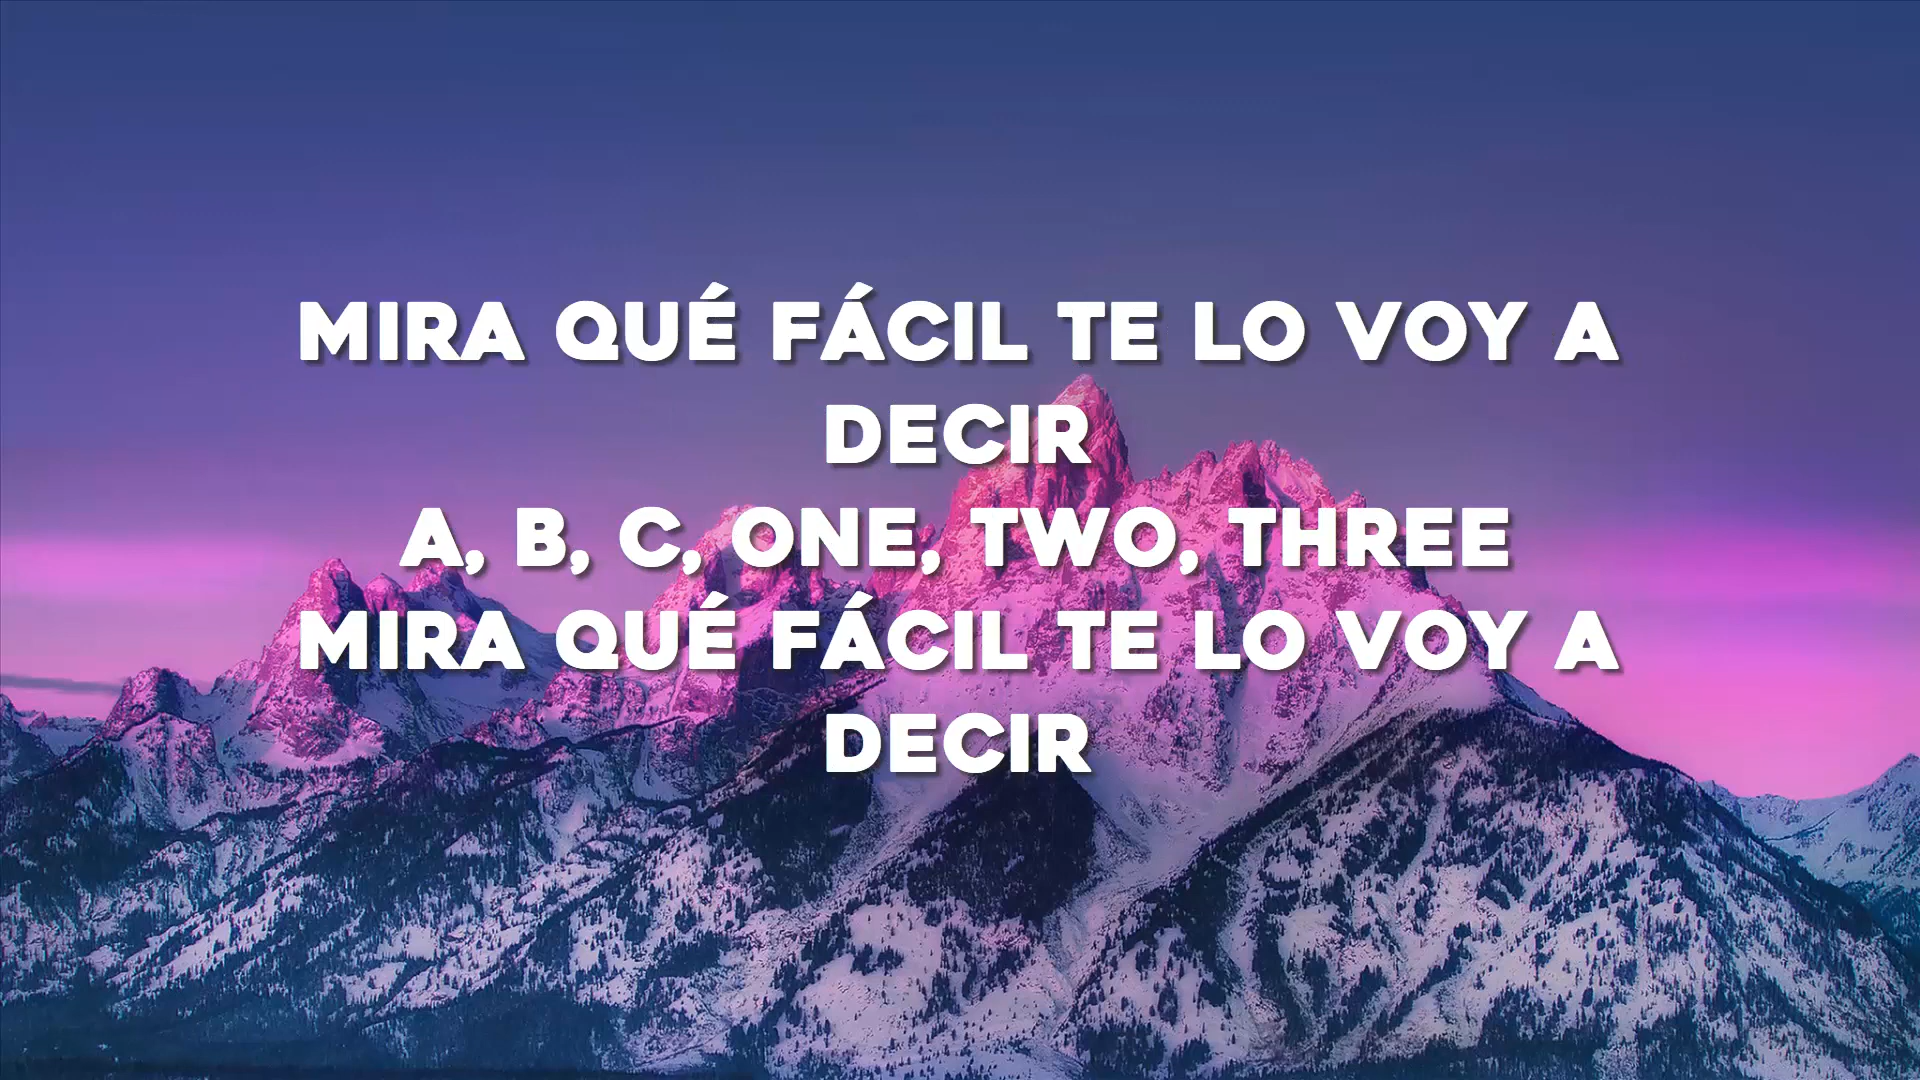 MIRA QUÉ FÁCIL TE LO VOY A
DECIR
A, B, C, ONE, TWO, THREE
MIRA QUÉ FÁCIL TE LO VOY A
DECIR